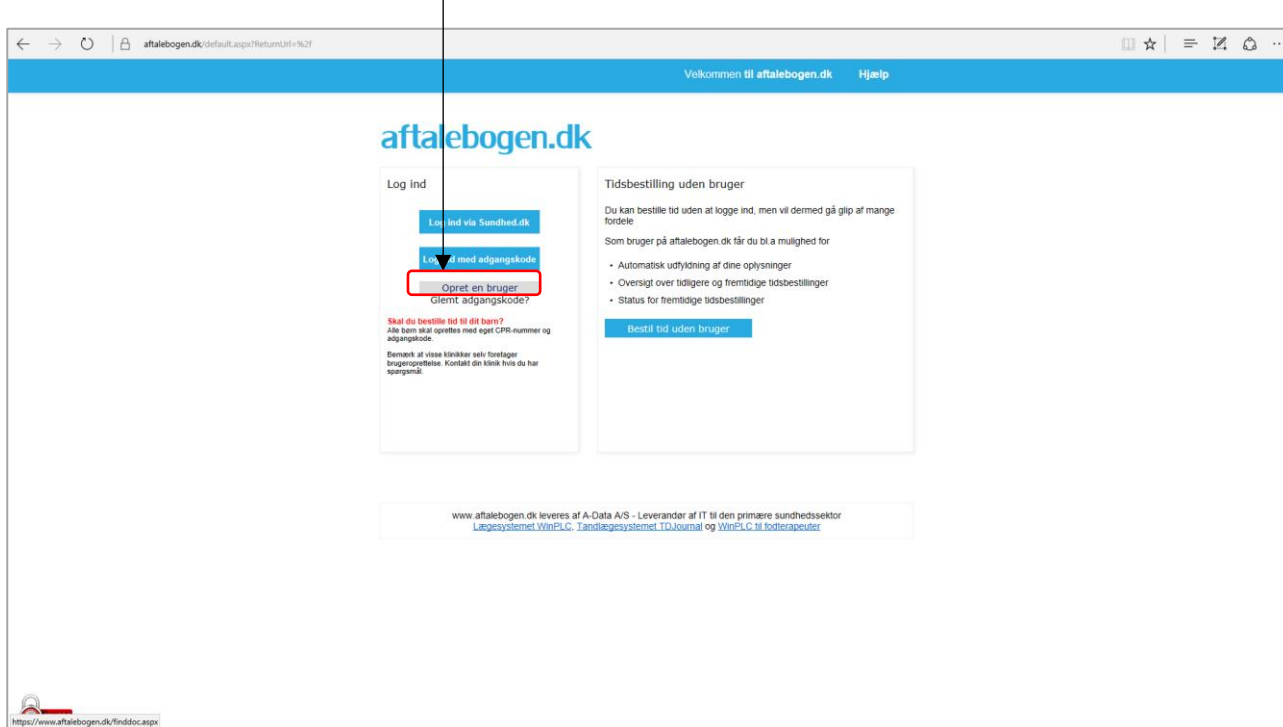 aftalebogen.dk/default.aspx?ReturnUrl=%2f
Velkommen til aftalebogen.dk Hjælp
aftalebogen.dk
Log ind
Log ind via Sundhed.dk
Log ind med adgangskode
Opret en bruger
Glemt adgangskode?
Skal du bestille tid til dit barn?
Alle børn skal oprettes med eget CPR-nummer og
adgangskode.
Bemærk at visse klinikker selv foretager
brugeroprettelse. Kontakt din klinik hvis du har
spørgsmål.
Tidsbestilling uden bruger
Du kan bestille tid uden at logge ind, men vil dermed gå glip af mange
fordele
Som bruger på aftalebogen.dk får du bl.a mulighed for
• Automatisk udfyldning af dine oplysninger
• Oversigt over tidligere og fremtidige tidsbestillinger
• Status for fremtidige tidsbestillinger
Bestil tid uden bruger
www.aftalebogen.dk leveres af A-Data A/S - Leverandør af IT til den primære sundhedssektor
Lægesystemet WinPLC, Tandlægesystemet TDJournal og WinPLC til fodterapeuter
https://www.aftalebogen.dk/finddoc.aspx